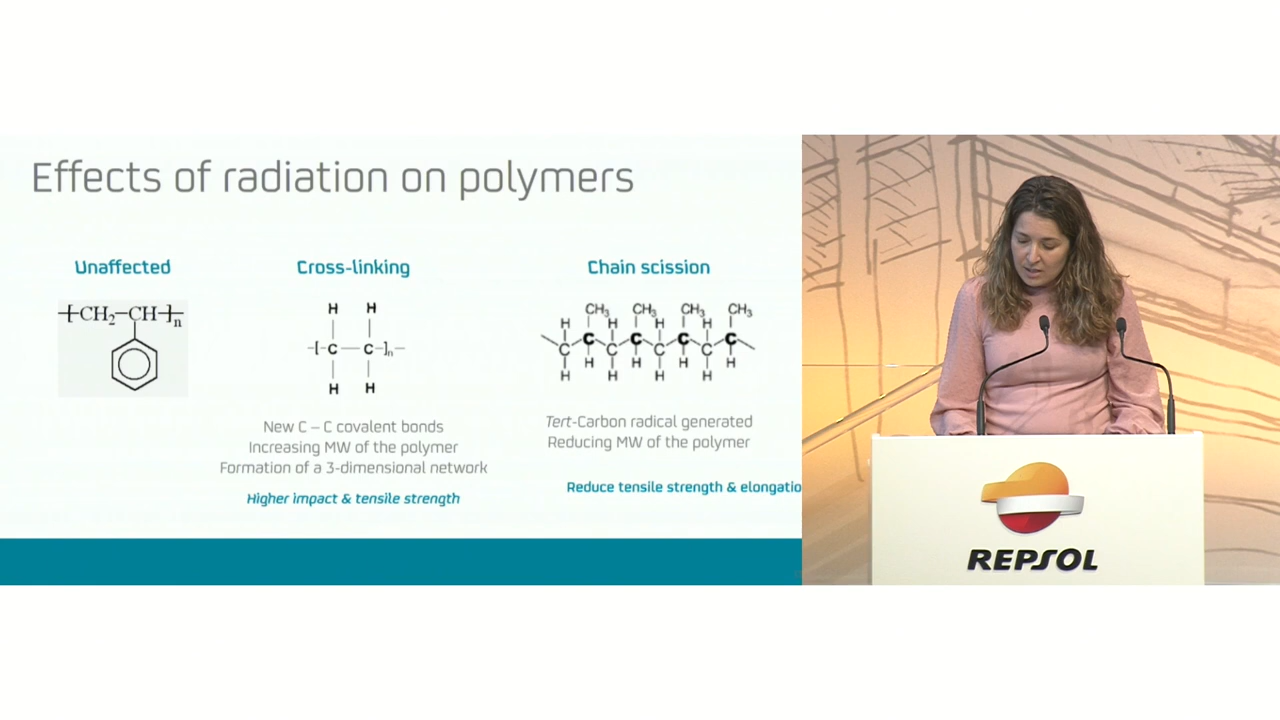 Effects of radiation on polymers
Unaffected
Cross-linking
Chain scission
-[-CH2-CH-]-n
H H
-[-C-C-]n-
H H
CH3 CH3 CH3 CH3
H H H H
C C C C C C C C
H H H H
H H H H
New C – C covalent bonds
Increasing MW of the polymer
Formation of a 3-dimensional network
Higher impact & tensile strength
Tert-Carbon radical generated
Reducing MW of the polymer
Reduce tensile strength & elongatio
REPSOL